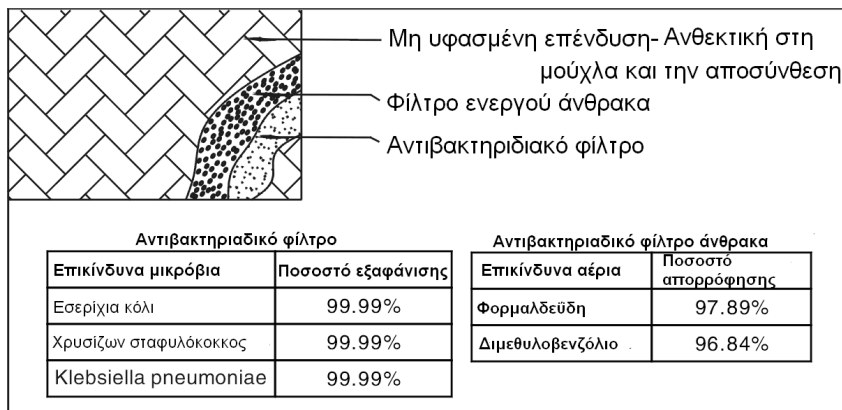 Μη υφασμένη επένδυση- Ανθεκτική στη
μούχλα και την αποσύνθεση
Φίλτρο ενεργού άνθρακα
Αντιβακτηριδιακό φίλτρο
Αντιβακτηριαδικό φίλτρο
Επικίνδυνα μικρόβια Ποσοστό εξαφάνισης
Εσερίχια κόλι 99.99%
Χρυσίζων σταφυλόκοκκος 99.99%
Klebsiella pneumoniae 99.99%
Αντιβακτηριαδικό φίλτρο άνθρακα
Επικίνδυνα αέρια Ποσοστό
απορρόφησης
Φορμαλδεΰδη 97.89%
Διμεθυλοβενζόλιο 96.84%